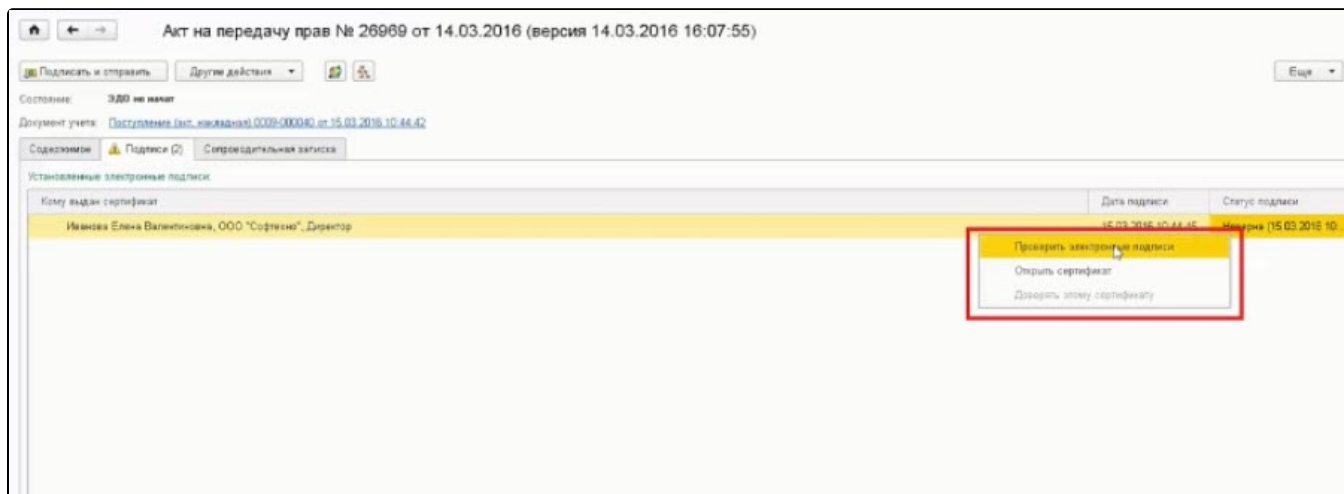 Акт на передачу прав № 26969 от 14.03.2016 (версия 14.03.2016 16:07:55)
Подписать и отправить Другие действия Еще
Состояние: ЭДО не начат
Документ учета: Поступление (акт, накладная) 0009-000040 от 15.03.2016 10:44:42
Содержимое Подписи (2) Сопроводительная записка
Установленные электронные подписи:
Кому выдан сертификат Дата подписи Статус подписи
Иванова Елена Валентиновна, ООО "Софтехно", Директор 15.03.2016 10:44:45 Неверна (15.03.2016 10:...
Проверить электронные подписи
Открыть сертификат
Доверять этому сертификату